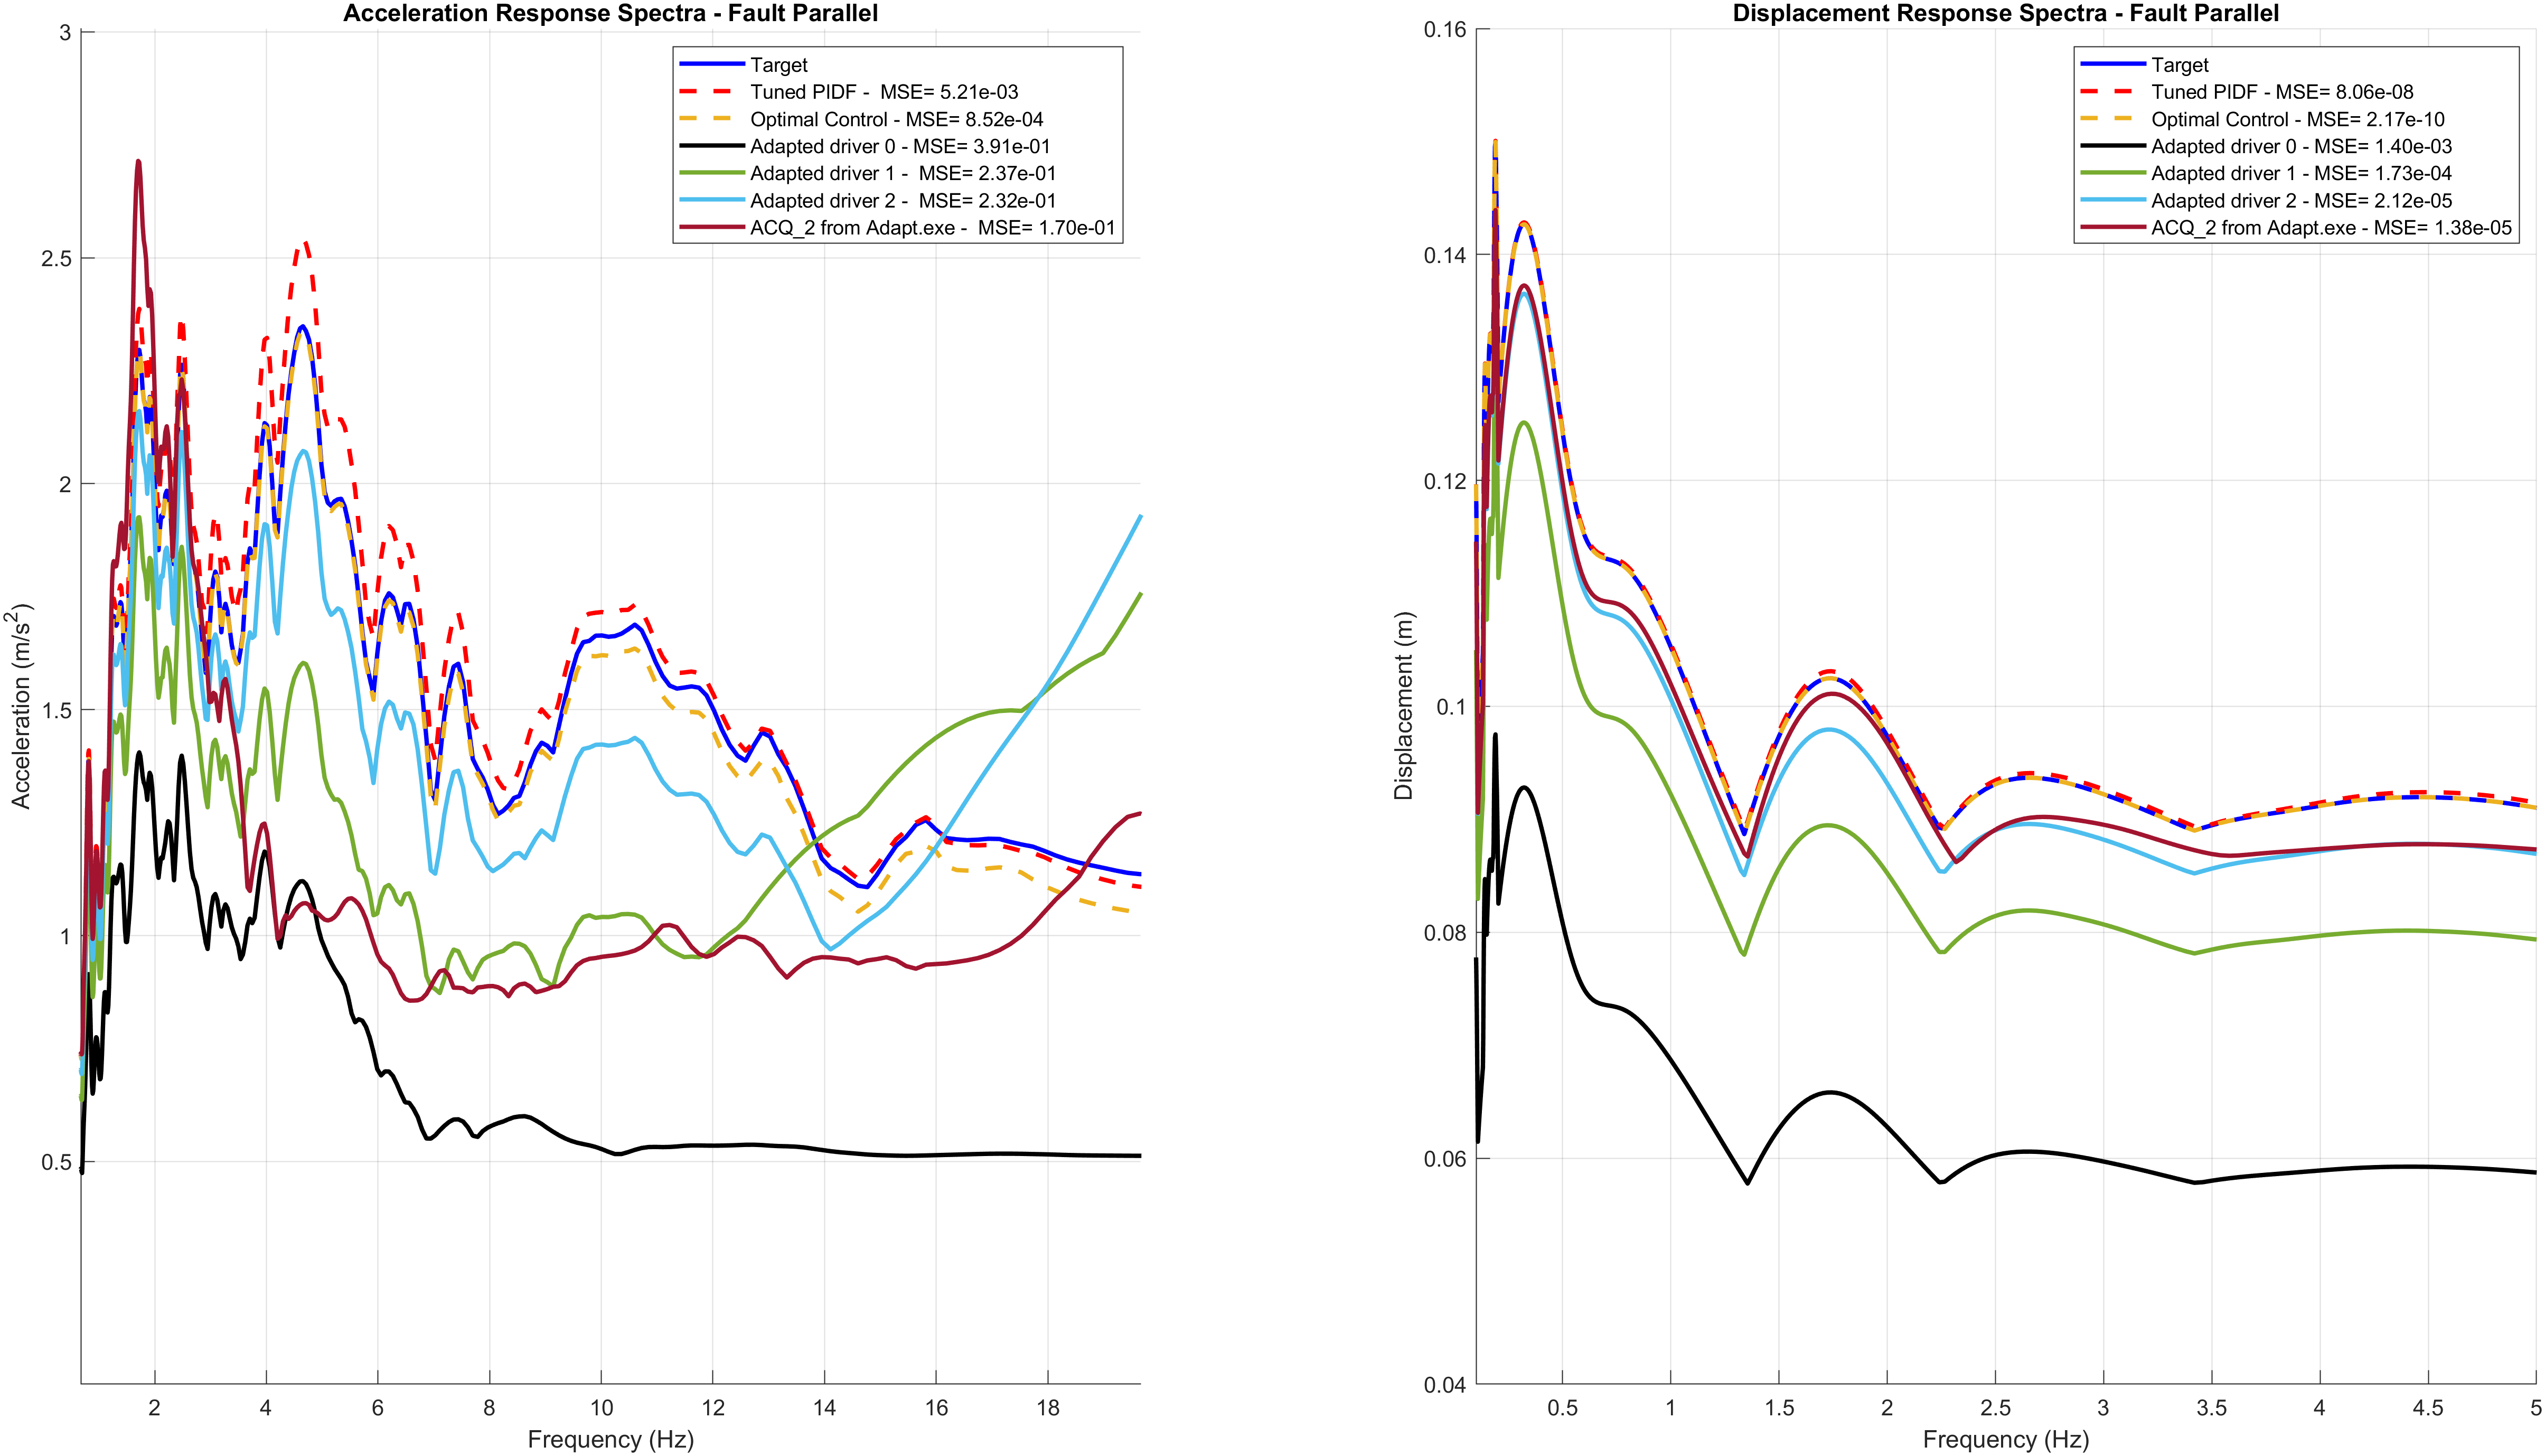 Acceleration Response Spectra - Fault Parallel
3
2.5
2
1.5
1
0.5
Acceleration (m/s²)
2 4 6 8 10 12 14 16 18
Frequency (Hz)
Target
Tuned PIDF -  MSE= 5.21e-03
Optimal Control - MSE= 8.52e-04
Adapted driver 0 - MSE= 3.91e-01
Adapted driver 1 -  MSE= 2.37e-01
Adapted driver 2 -  MSE= 2.32e-01
ACQ_2 from Adapt.exe -  MSE= 1.70e-01
Displacement Response Spectra - Fault Parallel
0.16
0.14
0.12
0.1
0.08
0.06
0.04
Displacement (m)
0.5 1 1.5 2 2.5 3 3.5 4 4.5 5
Frequency (Hz)
Target
Tuned PIDF - MSE= 8.06e-08
Optimal Control - MSE= 2.17e-10
Adapted driver 0 - MSE= 1.40e-03
Adapted driver 1 - MSE= 1.73e-04
Adapted driver 2 - MSE= 2.12e-05
ACQ_2 from Adapt.exe - MSE= 1.38e-05